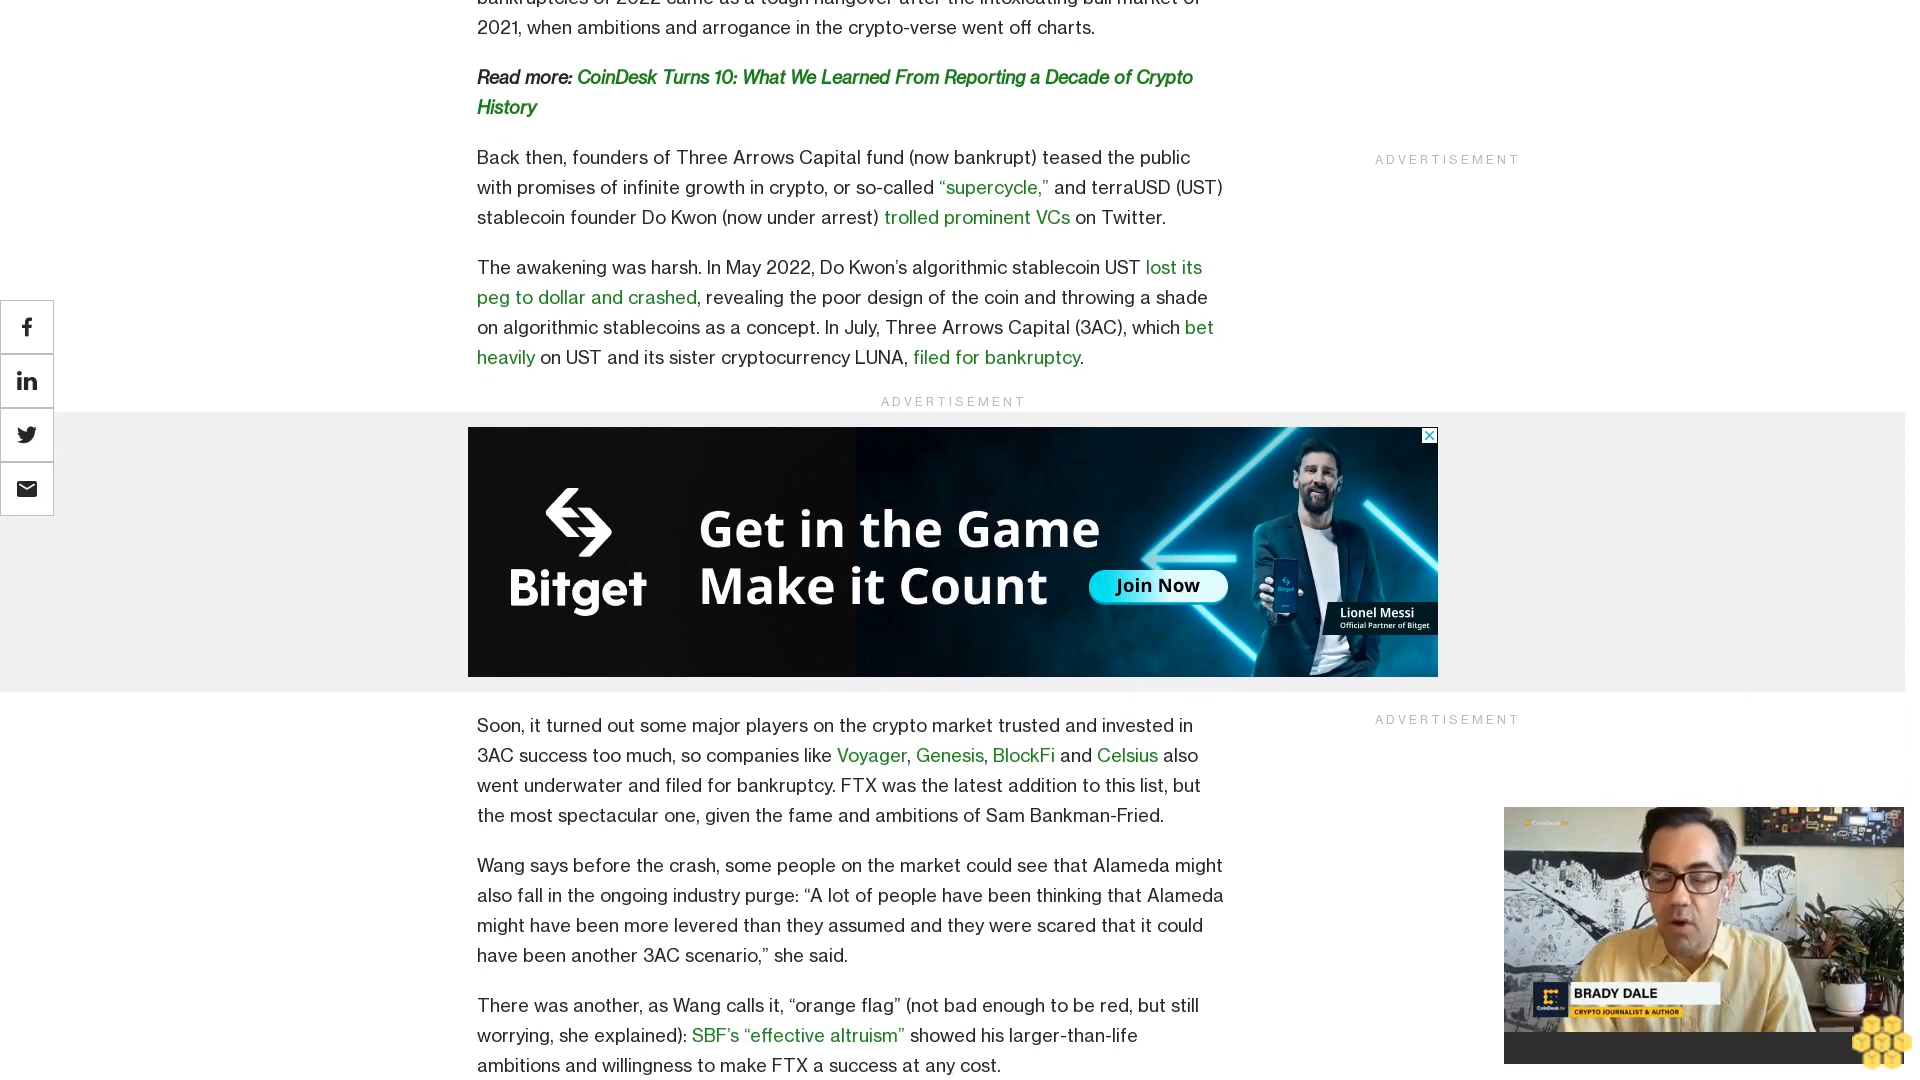 2021, when ambitions and arrogance in the crypto-verse went off charts.
Read more: CoinDesk Turns 10: What We Learned From Reporting a Decade of Crypto
History
Back then, founders of Three Arrows Capital fund (now bankrupt) teased the public
with promises of infinite growth in crypto, or so-called “supercycle,” and terraUSD (UST)
stablecoin founder Do Kwon (now under arrest) trolled prominent VCs on Twitter.
ADVERTISEMENT
The awakening was harsh. In May 2022, Do Kwon’s algorithmic stablecoin UST lost its
peg to dollar and crashed, revealing the poor design of the coin and throwing a shade
on algorithmic stablecoins as a concept. In July, Three Arrows Capital (3AC), which bet
heavily on UST and its sister cryptocurrency LUNA, filed for bankruptcy.
ADVERTISEMENT
Bitget
Get in the Game
Make it Count
Join Now
Lionel Messi
Official Partner of Bitget
Soon, it turned out some major players on the crypto market trusted and invested in
3AC success too much, so companies like Voyager, Genesis, BlockFi and Celsius also
went underwater and filed for bankruptcy. FTX was the latest addition to this list, but
the most spectacular one, given the fame and ambitions of Sam Bankman-Fried.
ADVERTISEMENT
Wang says before the crash, some people on the market could see that Alameda might
also fall in the ongoing industry purge: “A lot of people have been thinking that Alameda
might have been more levered than they assumed and they were scared that it could
have been another 3AC scenario,” she said.
There was another, as Wang calls it, “orange flag” (not bad enough to be red, but still
worrying, she explained): SBF’s “effective altruism” showed his larger-than-life
ambitions and willingness to make FTX a success at any cost.
BRADY DALE
CRYPTO JOURNALIST & AUTHOR